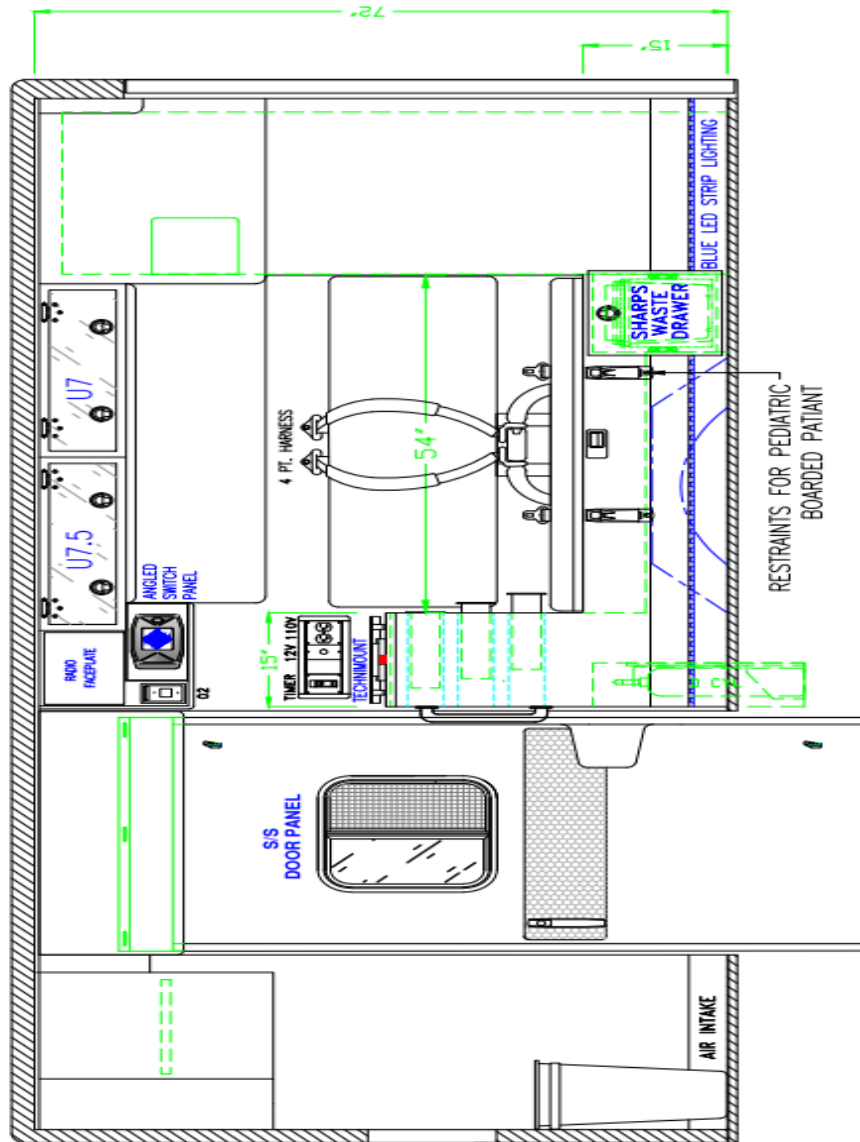 72"
15"
U7
U7.5
RADIO
FACEPLATE
ANGLED
SWITCH
PANEL
02
4 PT. HARNESS
54"
15"
TIMER 12V 110V
TECHNIMOUNT
SHARPS
WASTE
DRAWER
BLUE LED STRIP LIGHTING
RESTRAINTS FOR PEDIATRIC
BOARDED PATIANT
S/S
DOOR PANEL
AIR INTAKE